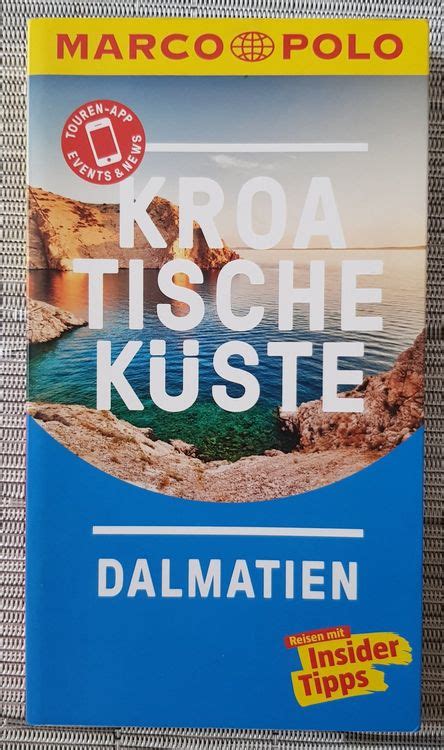 MARCO POLO
TOUREN-APP
EVENTS & NEWS
KROA
TISCHE
KÜSTE
DALMATIEN
Reisen mit
Insider
Tipps